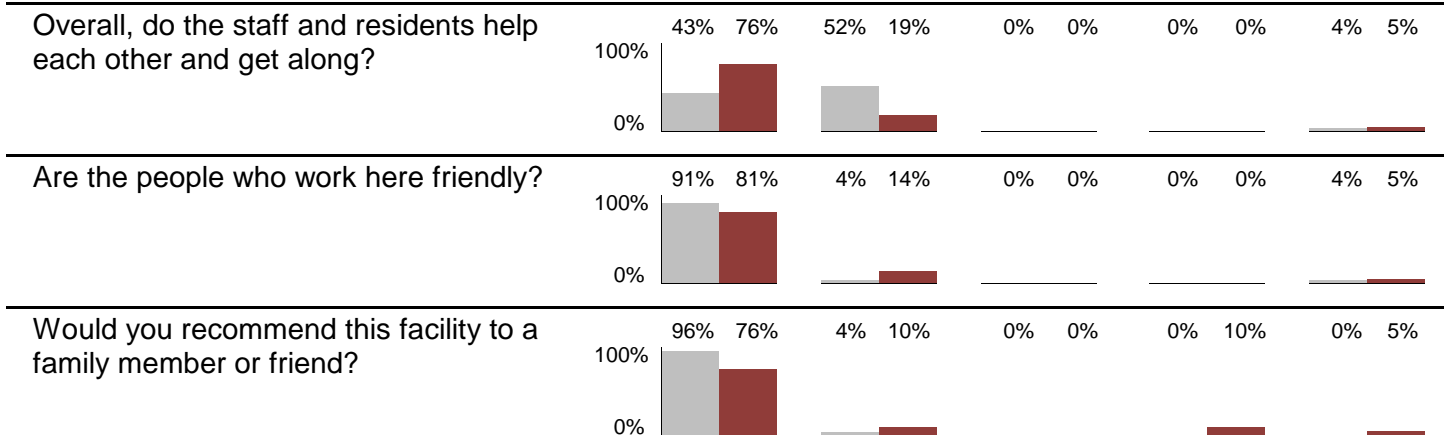 Overall, do the staff and residents help
each other and get along?
43% 76% 52% 19% 0% 0% 0% 0% 4% 5%
100%
0%
Are the people who work here friendly?
91% 81% 4% 14% 0% 0% 0% 0% 4% 5%
100%
0%
Would you recommend this facility to a
family member or friend?
96% 76% 4% 10% 0% 0% 0% 10% 0% 5%
100%
0%